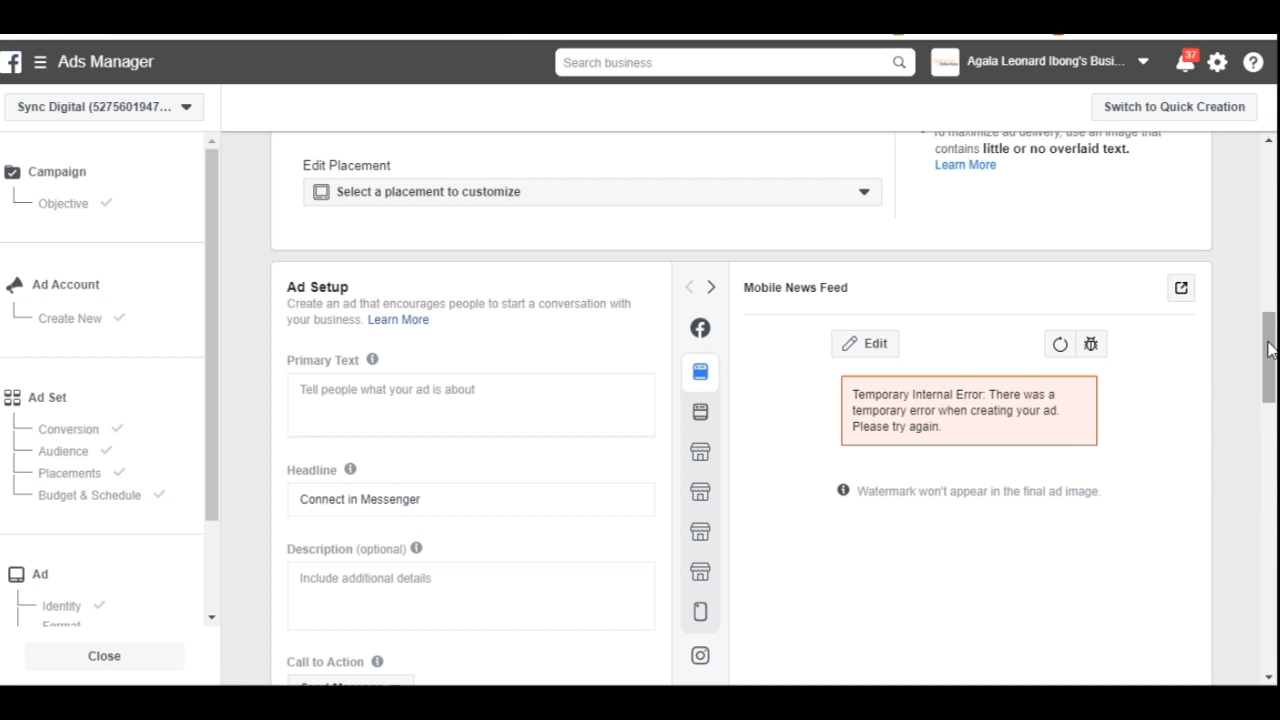 Ads Manager
Search business
Agala Leonard Ibong's Busi...
37
Sync Digital (5275601947...
Switch to Quick Creation
To maximize ad delivery, use an image that
contains little or no overlaid text.
Learn More
Edit Placement
Select a placement to customize
Campaign
Objective
Ad Account
Create New
Ad Set
Conversion
Audience
Placements
Budget & Schedule
Ad
Identity
Format
Close
Ad Setup
Create an ad that encourages people to start a conversation with
your business. Learn More
Primary Text
Tell people what your ad is about
Headline
Connect in Messenger
Description (optional)
Include additional details
Call to Action
Send Message
Mobile News Feed
Edit
Temporary Internal Error: There was a
temporary error when creating your ad.
Please try again.
Watermark won't appear in the final ad image.